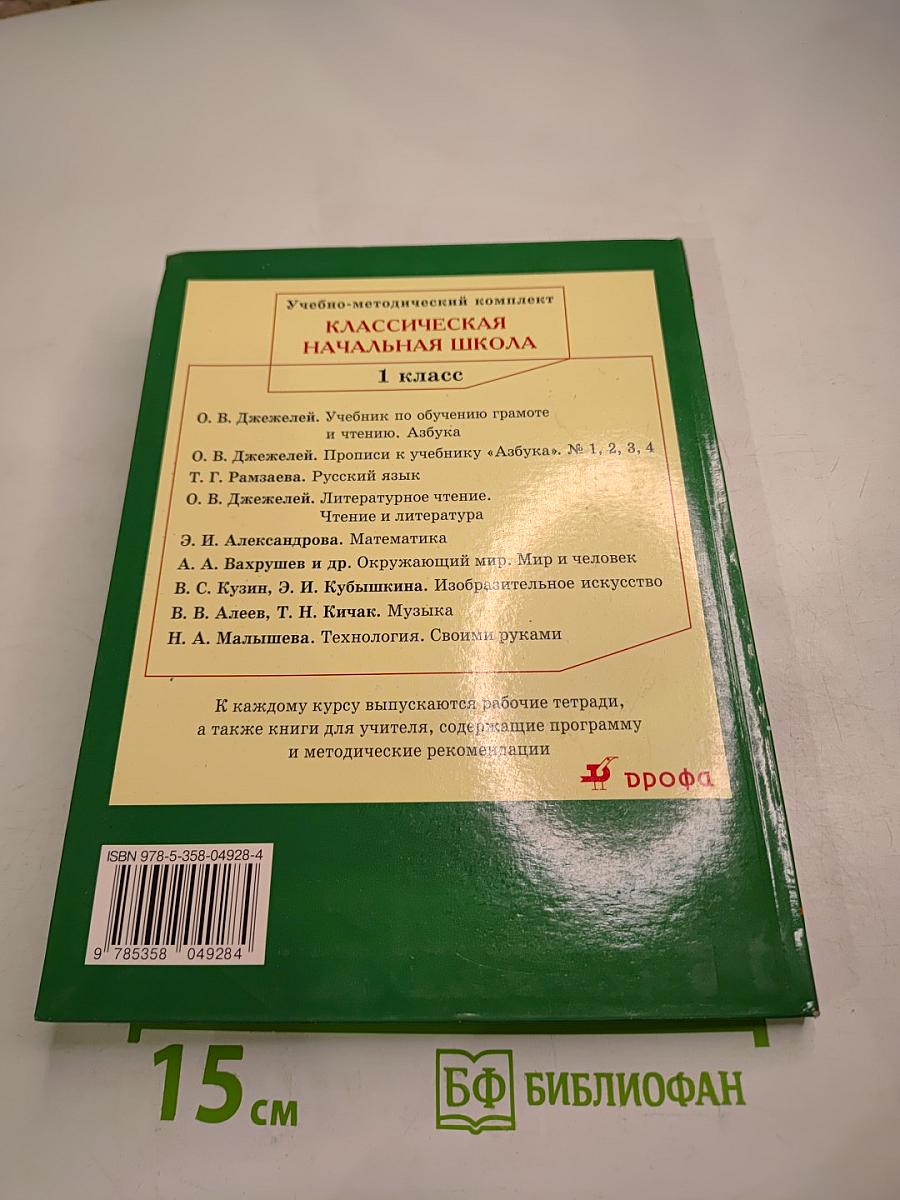 Учебно-методический комплект
КЛАССИЧЕСКАЯ
НАЧАЛЬНАЯ ШКОЛА
1 класс
О. В. Джежелей. Учебник по обучению грамоте
и чтению. Азбука
О. В. Джежелей. Прописи к учебнику «Азбука». № 1, 2, 3, 4
Т. Г. Рамзаева. Русский язык
О. В. Джежелей. Литературное чтение.
Чтение и литература
Э. И. Александрова. Математика
А. А. Вахрушев и др. Окружающий мир. Мир и человек
В. С. Кузин, Э. И. Кубышкина. Изобразительное искусство
В. В. Алеев, Т. Н. Кичак. Музыка
Н. А. Малышева. Технология. Своими руками
К каждому курсу выпускаются рабочие тетради,
а также книги для учителя, содержащие программу
и методические рекомендации
дрофа
ISBN 978-5-358-04928-4
9 785358 049284
15 см
БФ БИБЛИОФАН